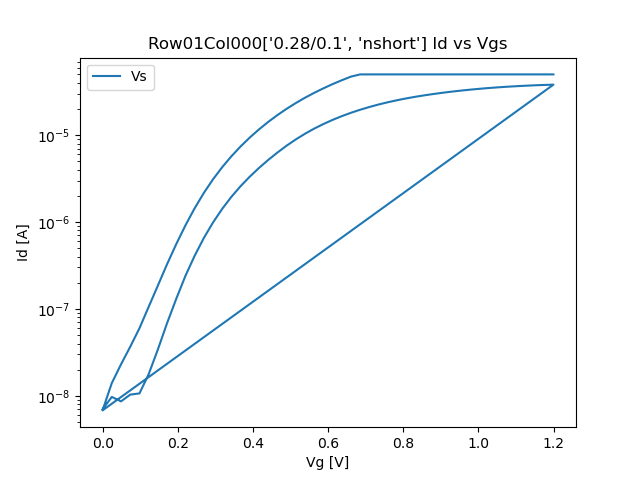 Row01Col000['0.28/0.1', 'nshort'] Id vs Vgs
Vs
10⁻⁵
10⁻⁶
10⁻⁷
10⁻⁸
Id [A]
0.0 0.2 0.4 0.6 0.8 1.0 1.2
Vg [V]